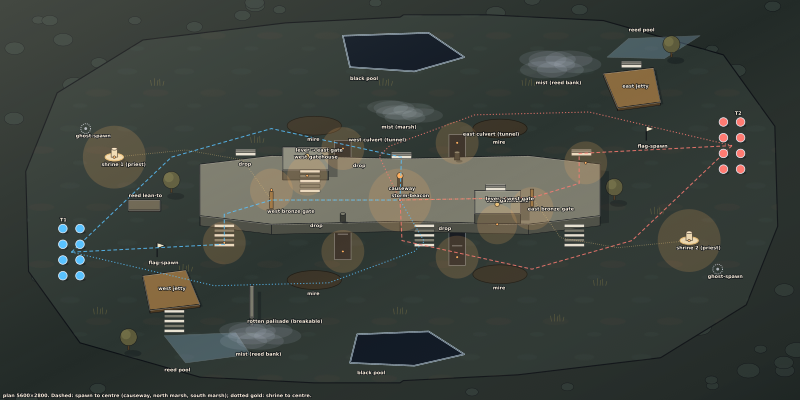 reed pool
black pool
mist (reed bank)
east jetty
mist (marsh)
T2
ghost-spawn
mire
west culvert (tunnel)
east culvert (tunnel)
mire
flag-spawn
lever: east gate
west gatehouse
shrine 1 (priest)
drop
drop
causeway
storm-beacon
reed lean-to
lever: west gate
west bronze gate
east bronze gate
T1
drop
drop
shrine 2 (priest)
flag-spawn
ghost-spawn
west jetty
mire
mire
rotten palisade (breakable)
mist (reed bank)
reed pool
black pool
plan 5600×2800. Dashed: spawn to centre (causeway, north marsh, south marsh); dotted gold: shrine to centre.